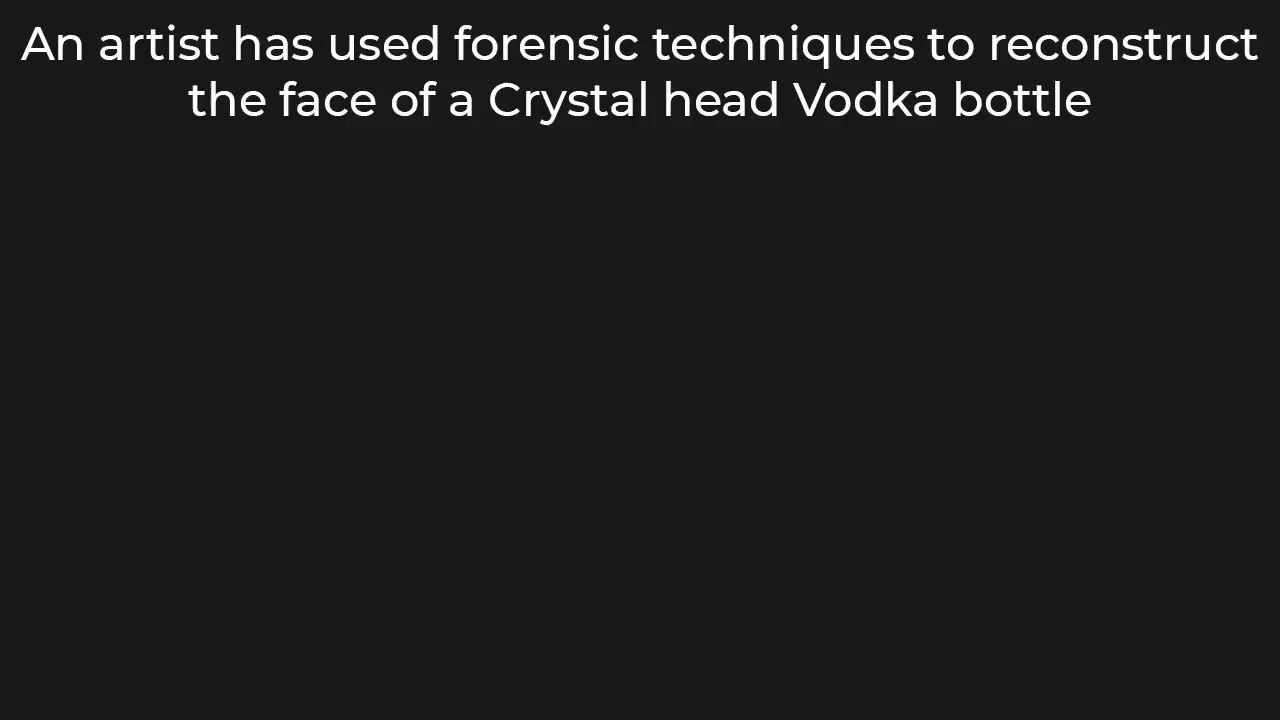 An artist has used forensic techniques to reconstruct
the face of a Crystal head Vodka bottle